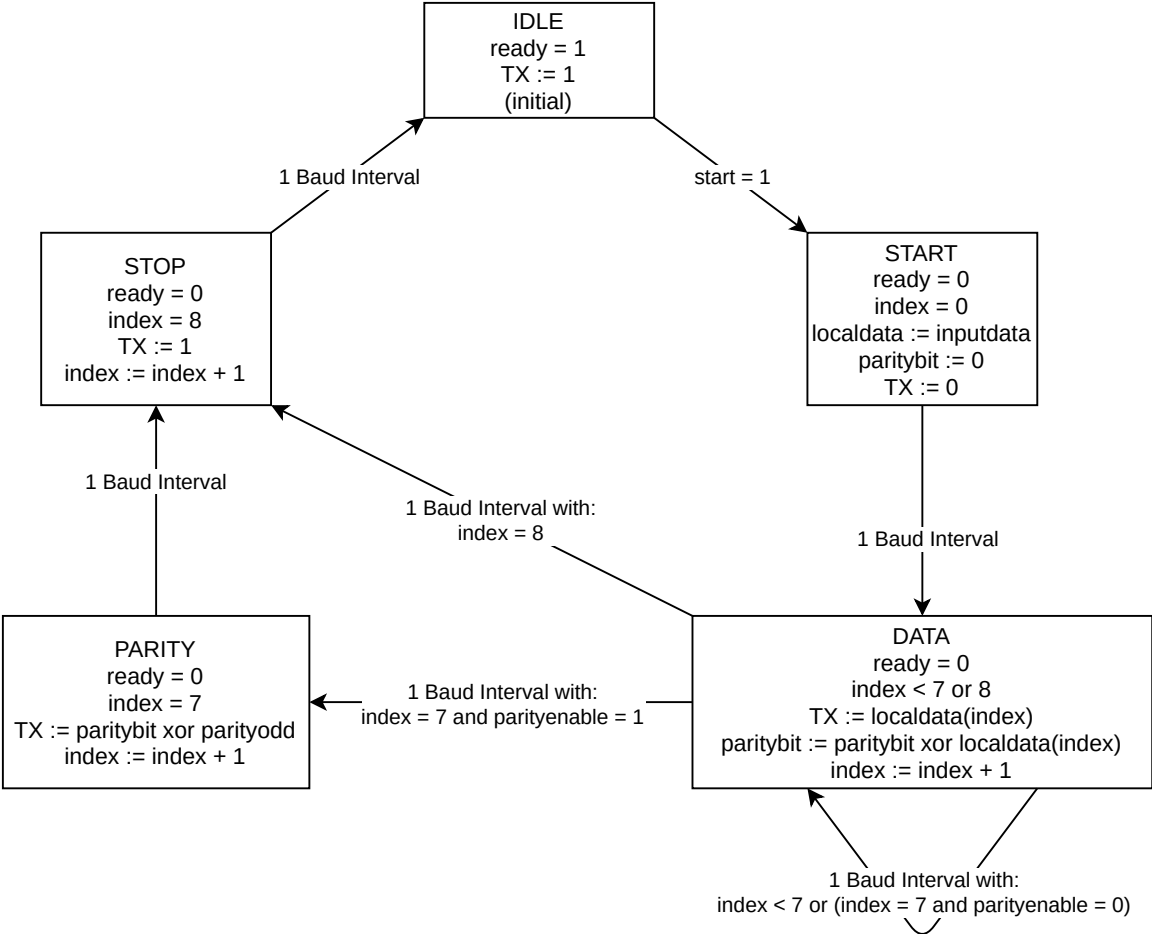 IDLE
ready = 1
TX := 1
(initial)
1 Baud Interval
start = 1
STOP
ready = 0
index = 8
TX := 1
index := index + 1
START
ready = 0
index = 0
localdata := inputdata
paritybit := 0
TX := 0
1 Baud Interval
1 Baud Interval with:
index = 8
1 Baud Interval
PARITY
ready = 0
index = 7
TX := paritybit xor parityodd
index := index + 1
1 Baud Interval with:
index = 7 and parityenable = 1
DATA
ready = 0
index < 7 or 8
TX := localdata(index)
paritybit := paritybit xor localdata(index)
index := index + 1
1 Baud Interval with:
index < 7 or (index = 7 and parityenable = 0)